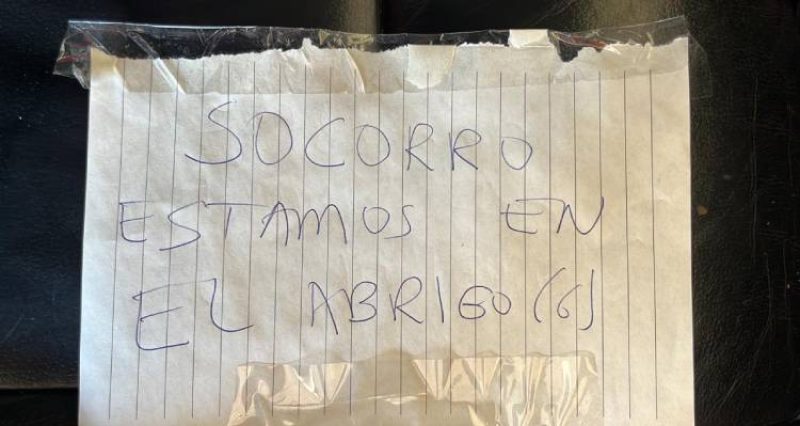 SOCORRO
ESTAMOS EN
EL ABRIGO (6)